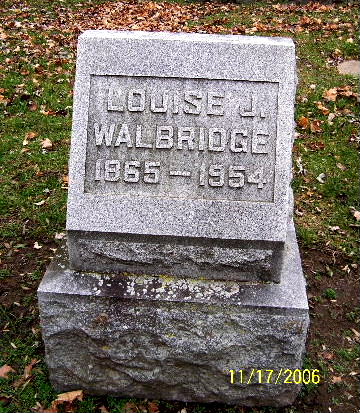 LOUISE J.
WALBRIDGE
1865 — 1954
11/17/2006